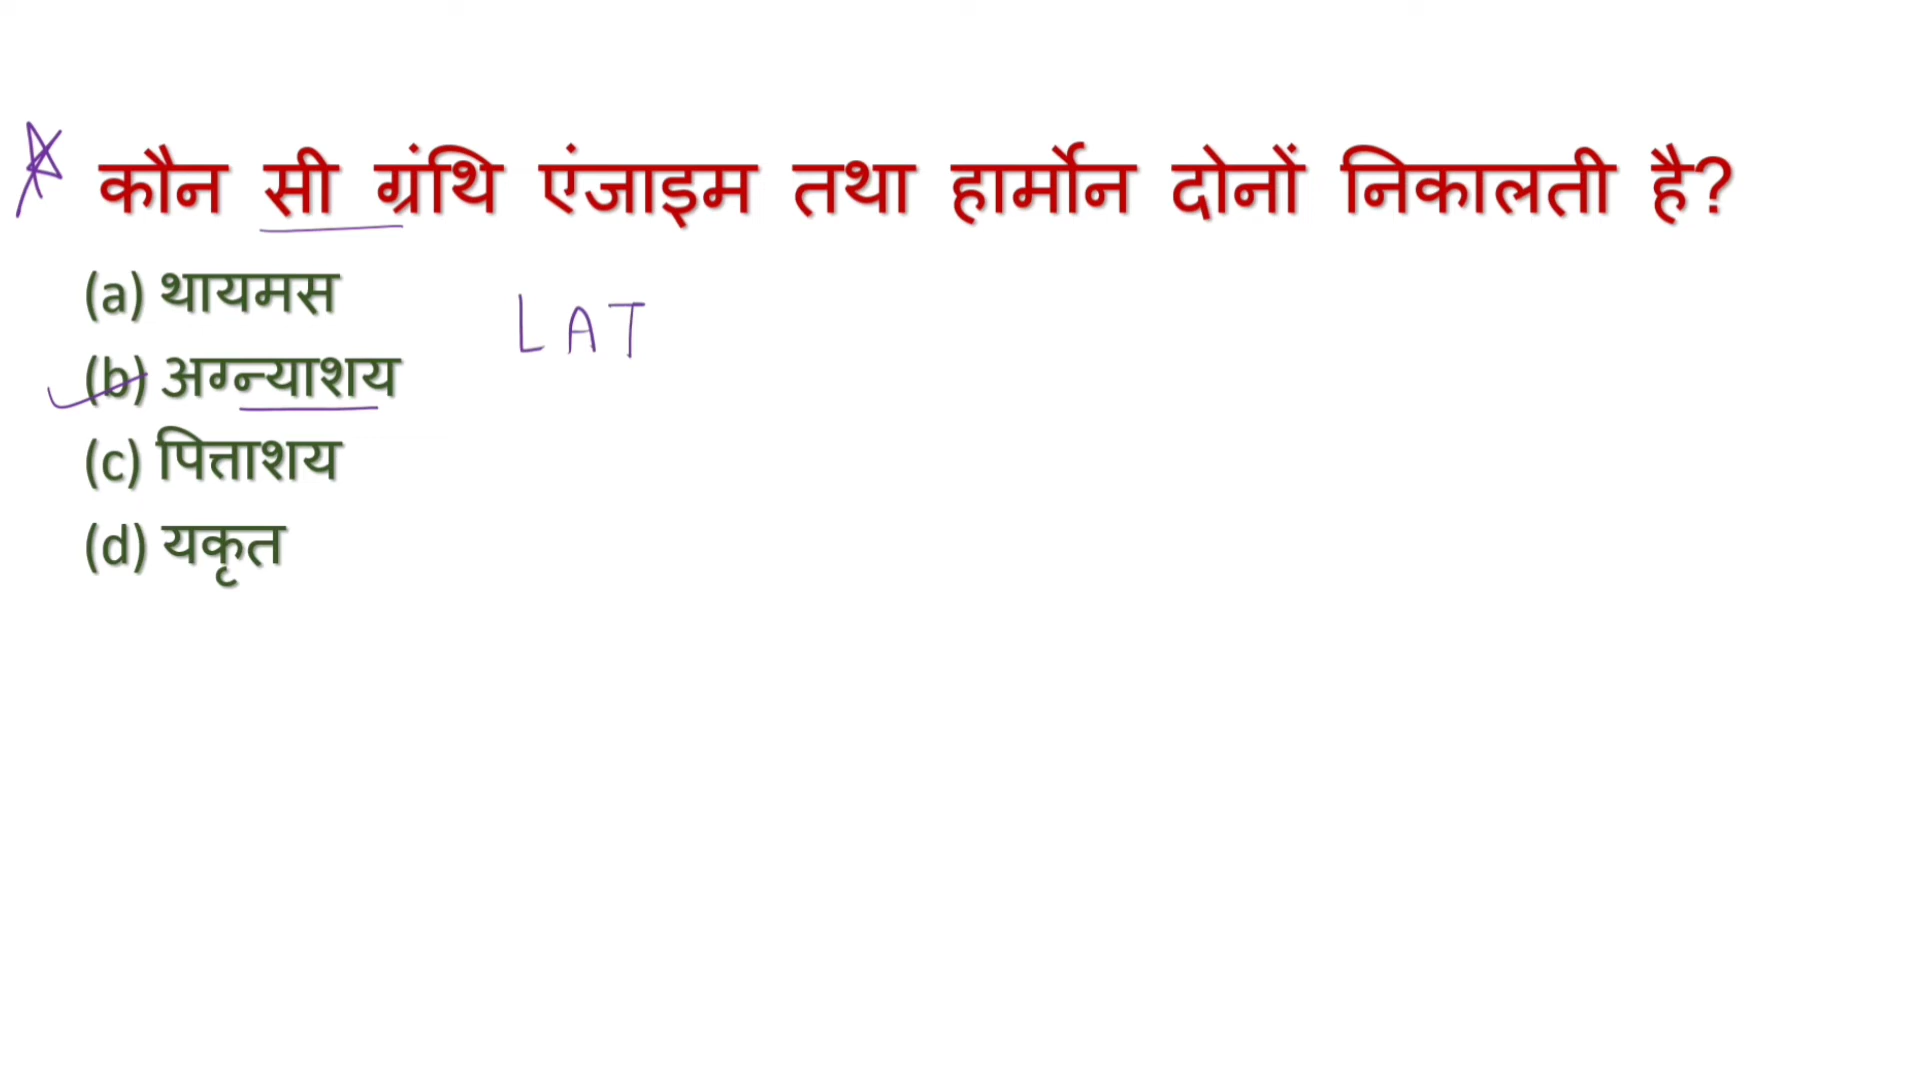 कौन सी ग्रंथि एंजाइम तथा हार्मोन दोनों निकालती है?
(a) थायमस
LAT
(b) अग्न्याशय
(c) पित्ताशय
(d) यकृत